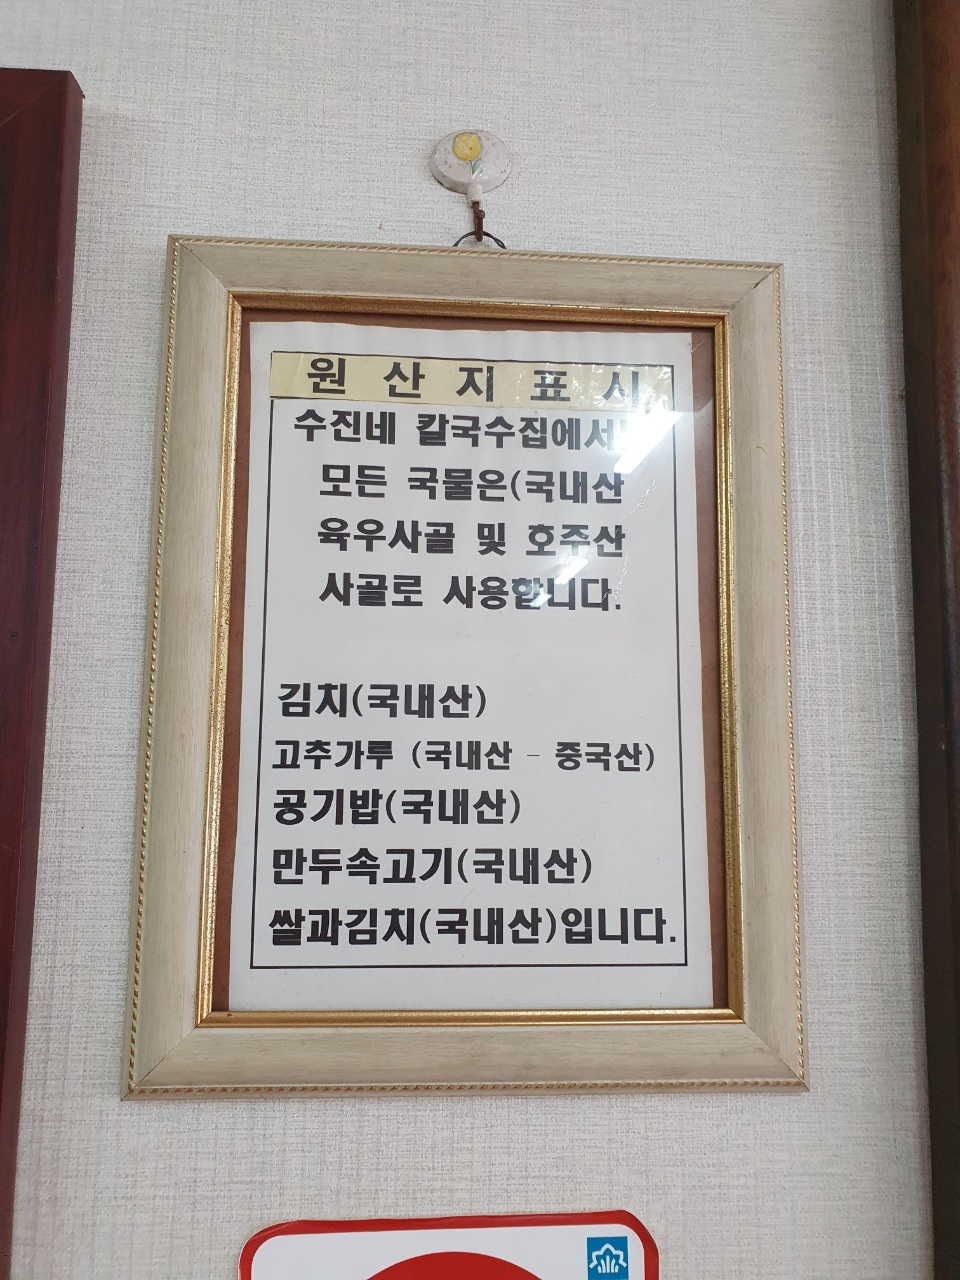 원 산 지 표 시
수진네 칼국수집에서
모든 국물은(국내산
육우사골 및 호주산
사골로 사용합니다.
김치(국내산)
고추가루 (국내산 - 중국산)
공기밥(국내산)
만두속고기(국내산)
쌀과김치(국내산)입니다.